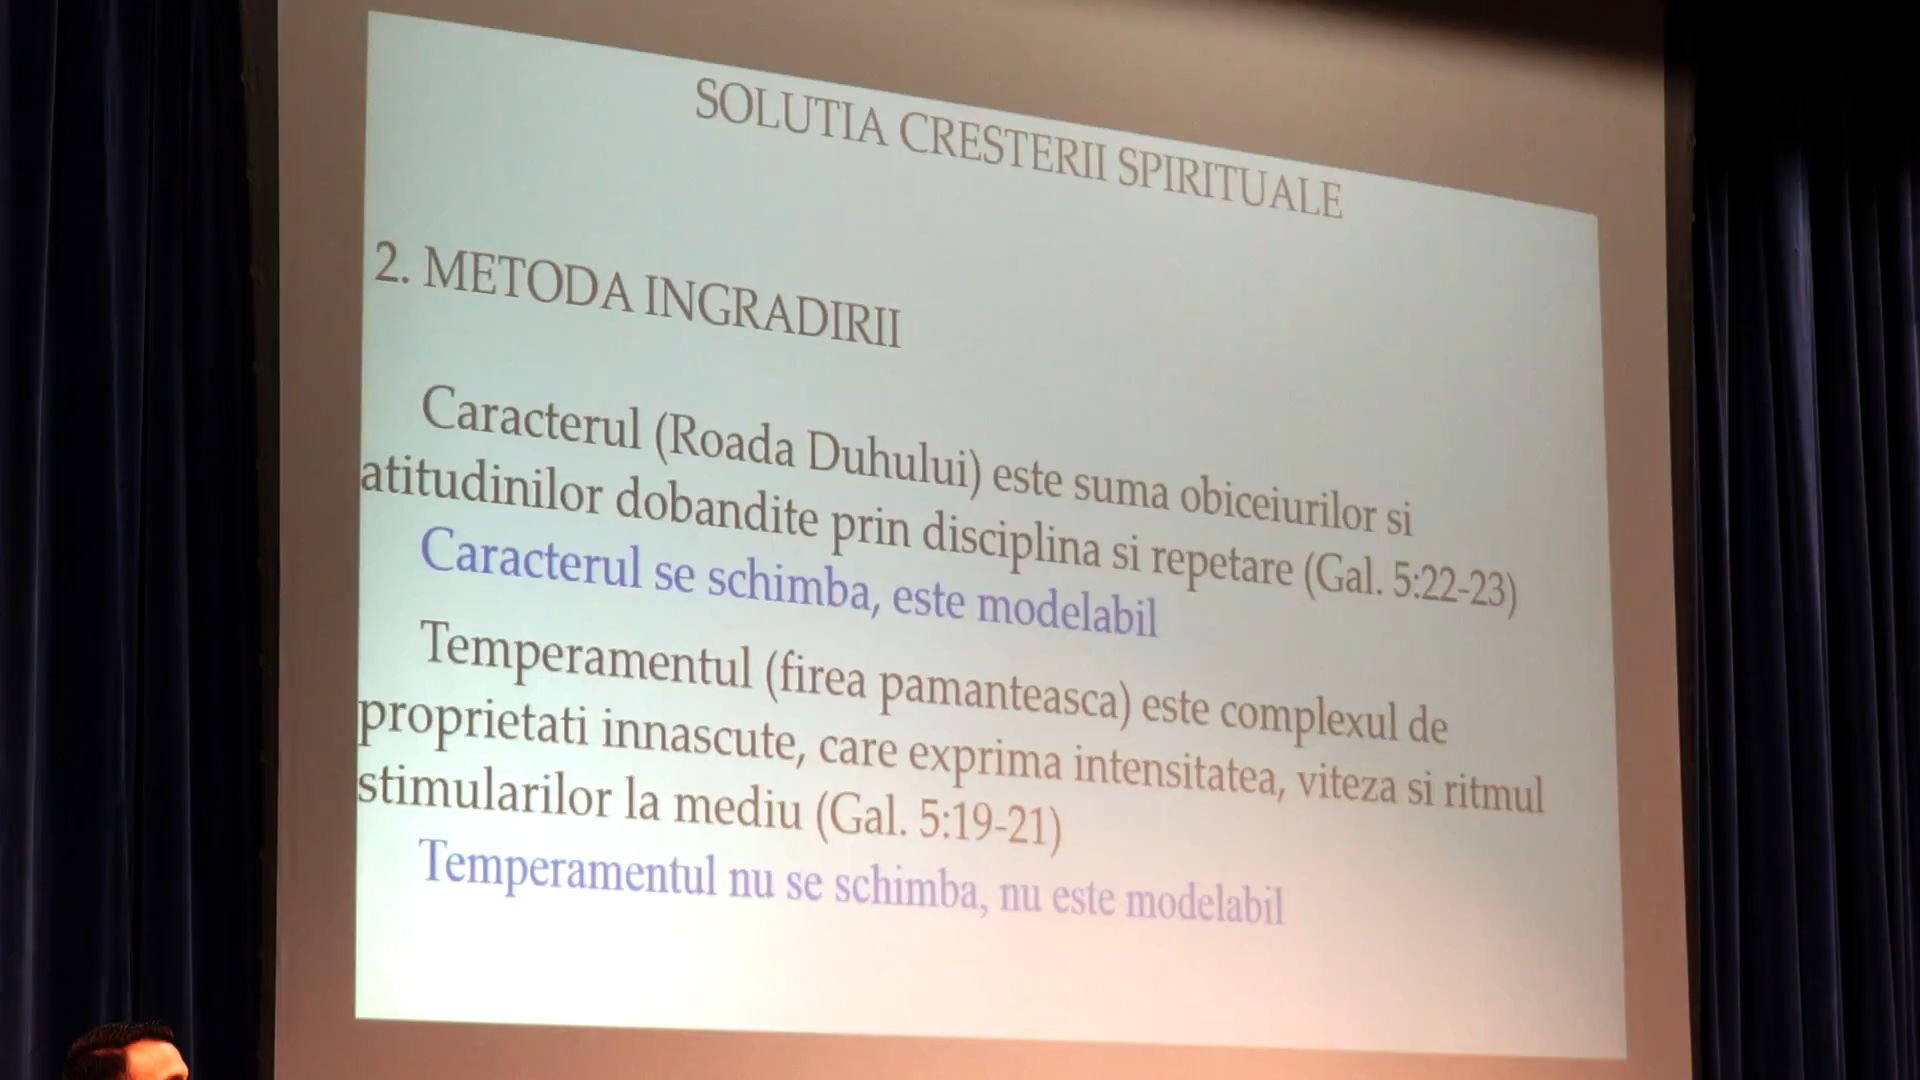 SOLUTIA CRESTERII SPIRITUALE
2. METODA INGRADIRII
Caracterul (Roada Duhului) este suma obiceiurilor si
atitudinilor dobandite prin disciplina si repetare (Gal. 5:22-23)
Caracterul se schimba, este modelabil
Temperamentul (firea pamanteasca) este complexul de
proprietati innascute, care exprima intensitatea, viteza si ritmul
stimularilor la mediu (Gal. 5:19-21)
Temperamentul nu se schimba, nu este modelabil